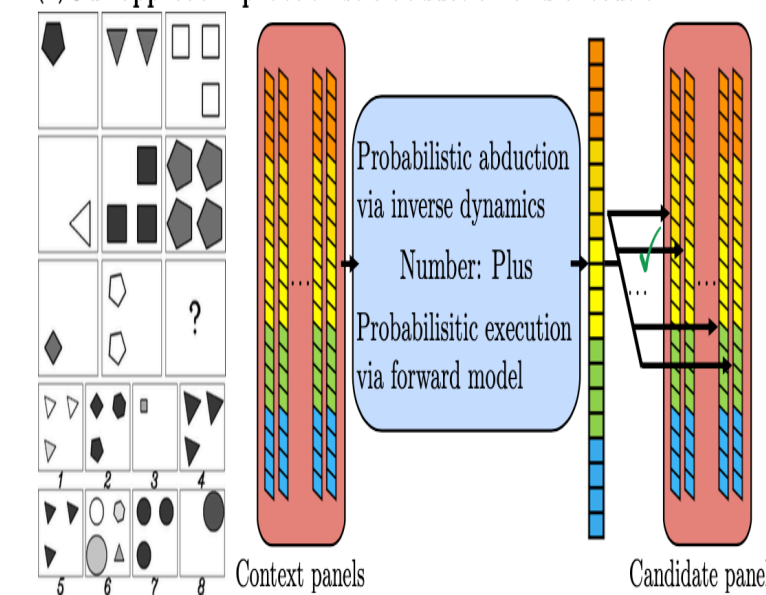 ?
1 2 3 4
5 6 7 8
Context panels
Probabilistic abduction
via inverse dynamics
Number: Plus
Probabilisitic execution
via forward model
...
...
...
Candidate pane